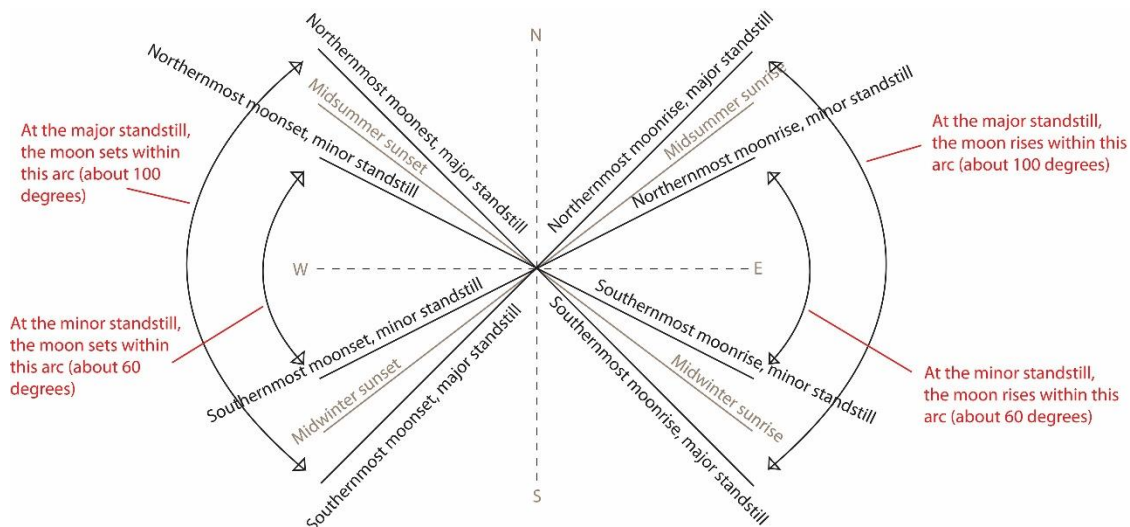 N
Northernmost moonest, major standstill
Northernmost moonset, minor standstill
Midsummer sunset
Northernmost moonrise, major standstill
Midsummer sunrise
Northernmost moonrise, minor standstill
At the major standstill,
the moon sets within
this arc (about 100
degrees)
At the major standstill,
the moon rises within this
arc (about 100 degrees)
W
E
At the minor standstill,
the moon sets within
this arc (about 60
degrees)
Southernmost moonset, minor standstill
Midwinter sunset
Southernmost moonset, major standstill
Southernmost moonrise, minor standstill
Midwinter sunrise
Southernmost moonrise, major standstill
At the minor standstill,
the moon rises within this
arc (about 60 degrees)
S